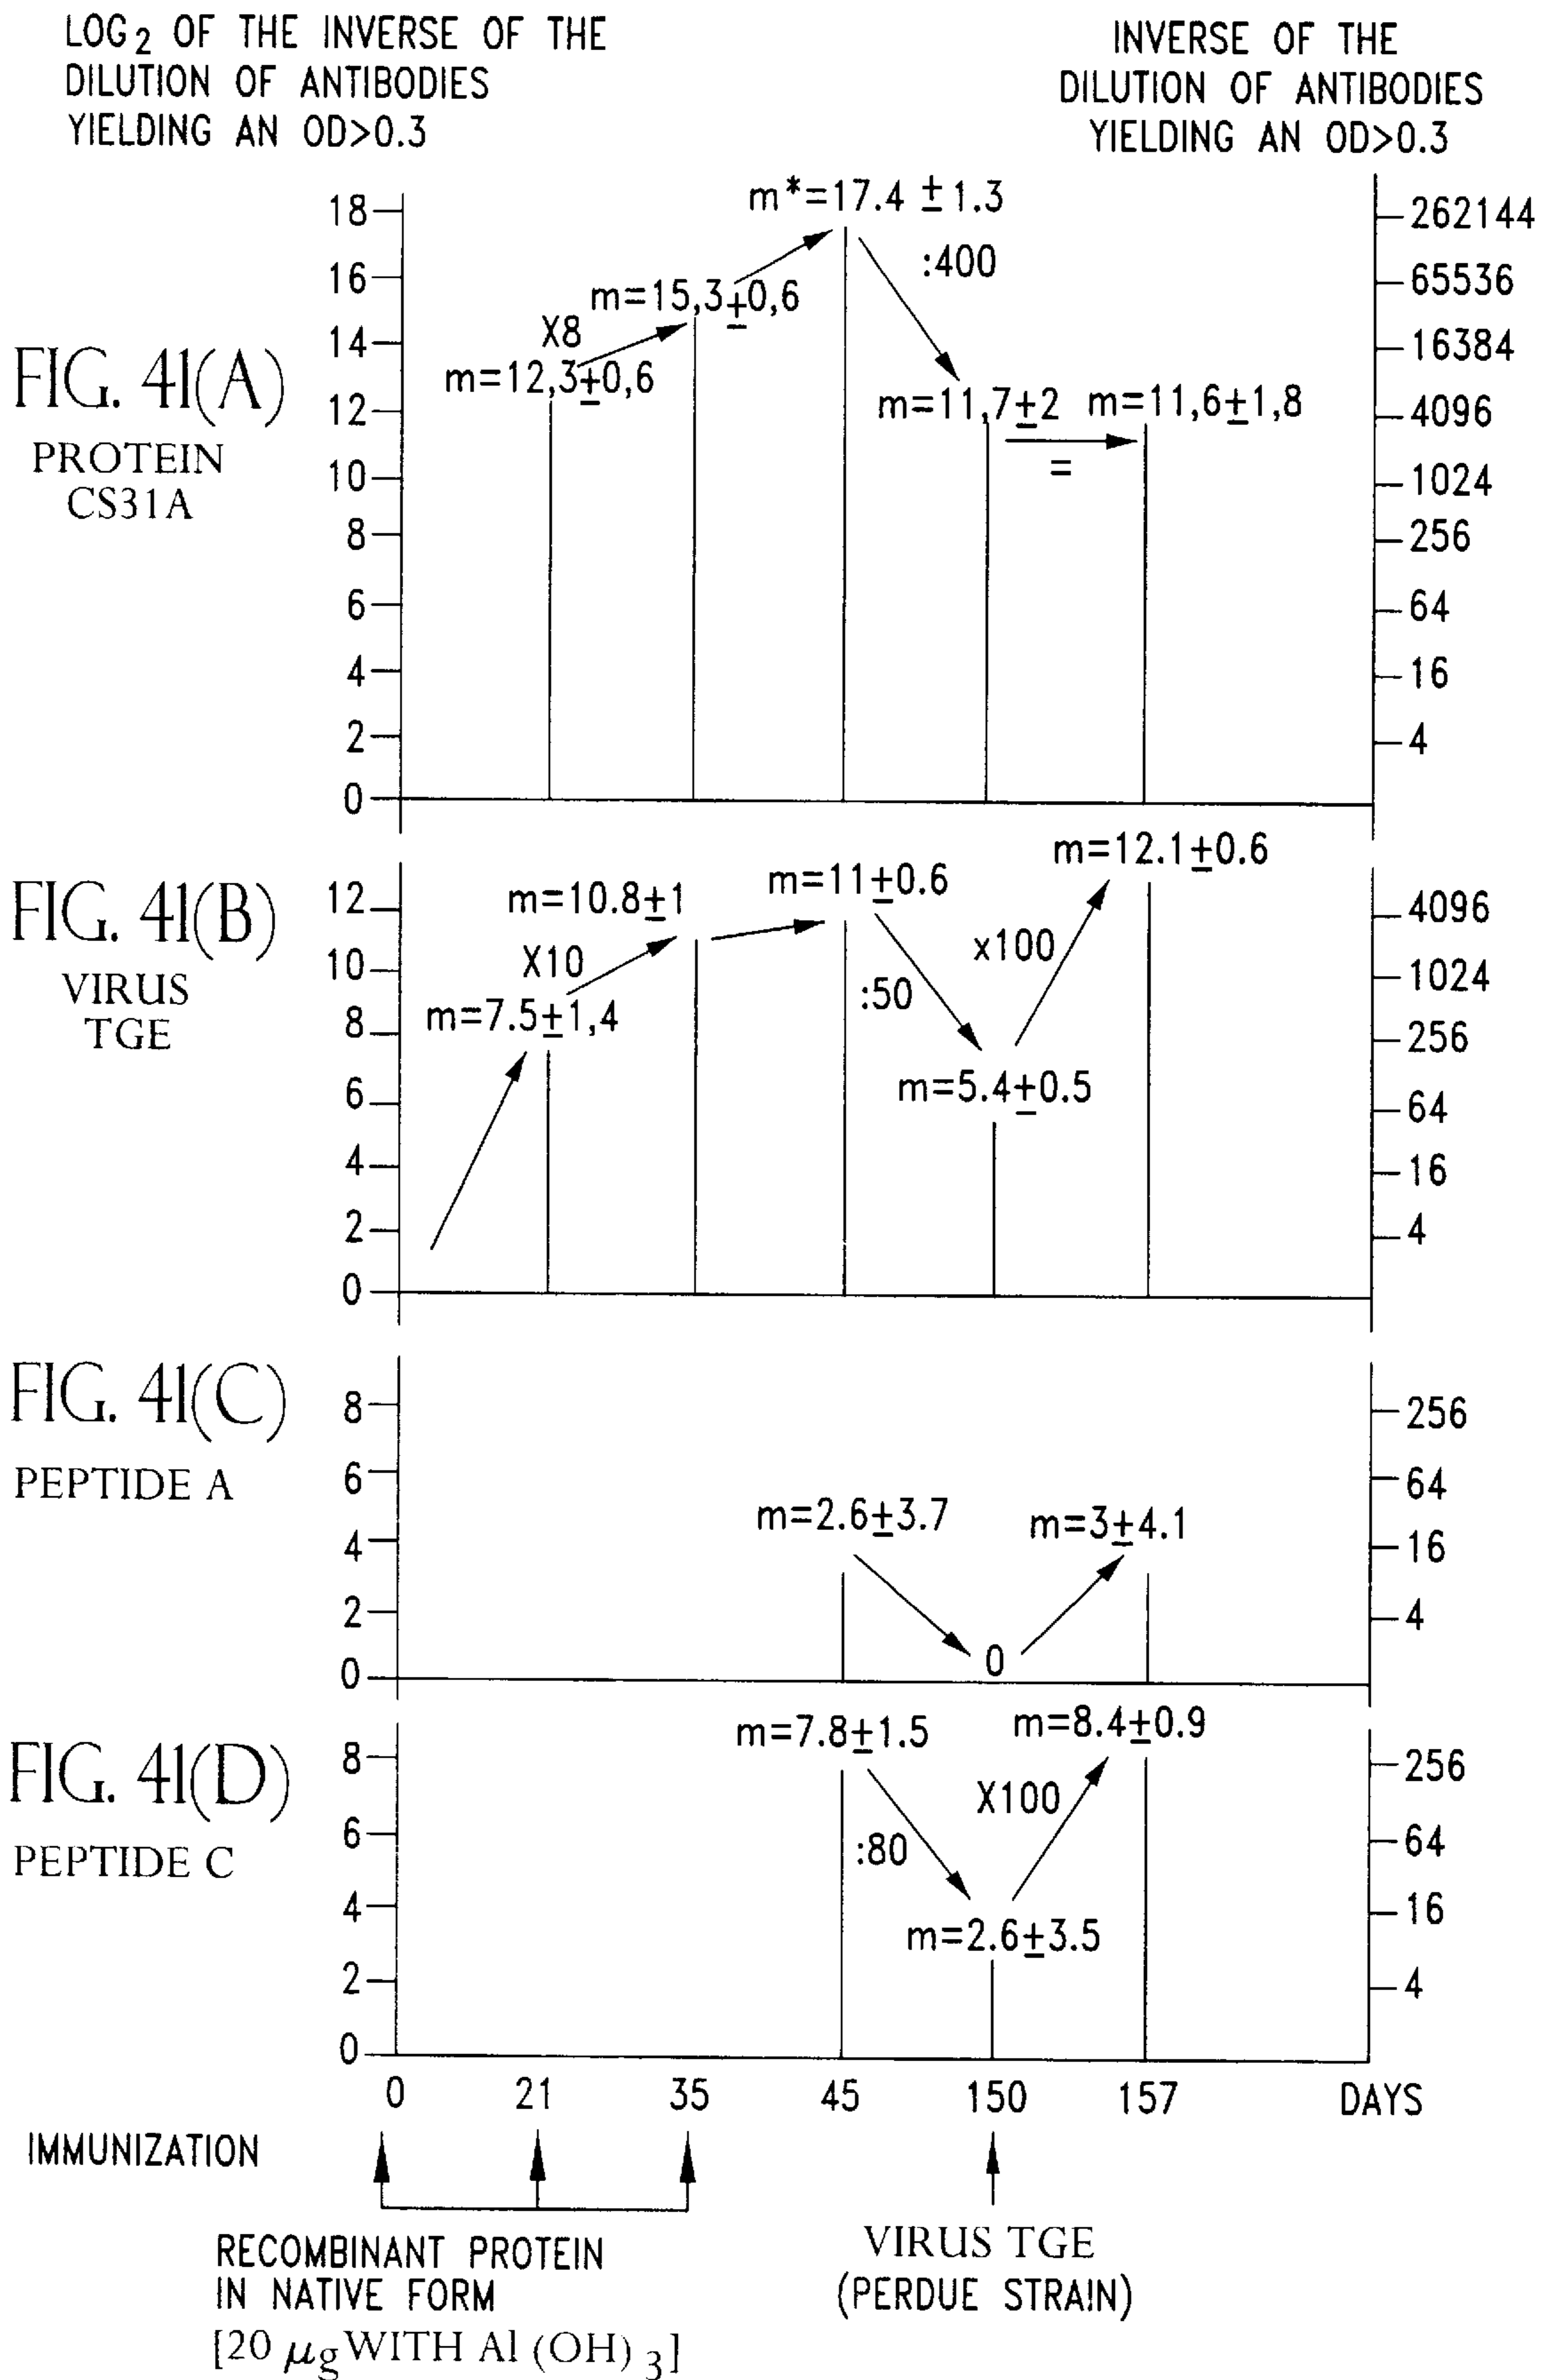 LOG2 OF THE INVERSE OF THE
DILUTION OF ANTIBODIES
YIELDING AN OD>0.3
INVERSE OF THE
DILUTION OF ANTIBODIES
YIELDING AN OD>0.3
FIG. 41(A)
PROTEIN
CS31A
18
16
14
12
10
8
6
4
2
0
m=12,3±0,6
X8
m=15,3±0,6
m*=17.4 ±1.3
:400
m=11,7±2
=
m=11,6±1,8
262144
65536
16384
4096
1024
256
64
16
4
FIG. 41(B)
VIRUS
TGE
12
10
8
6
4
2
0
m=7.5±1,4
X10
m=10.8±1
m=11±0.6
:50
m=5.4±0.5
x100
m=12.1±0.6
4096
1024
256
64
16
4
FIG. 41(C)
PEPTIDE A
8
6
4
2
0
m=2.6±3.7
0
m=3±4.1
256
64
16
4
FIG. 41(D)
PEPTIDE C
8
6
4
2
0
m=7.8±1.5
:80
m=2.6±3.5
X100
m=8.4±0.9
256
64
16
4
0 21 35 45 150 157 DAYS
IMMUNIZATION
RECOMBINANT PROTEIN
IN NATIVE FORM
[20 μg WITH Al (OH) 3]
VIRUS TGE
(PERDUE STRAIN)